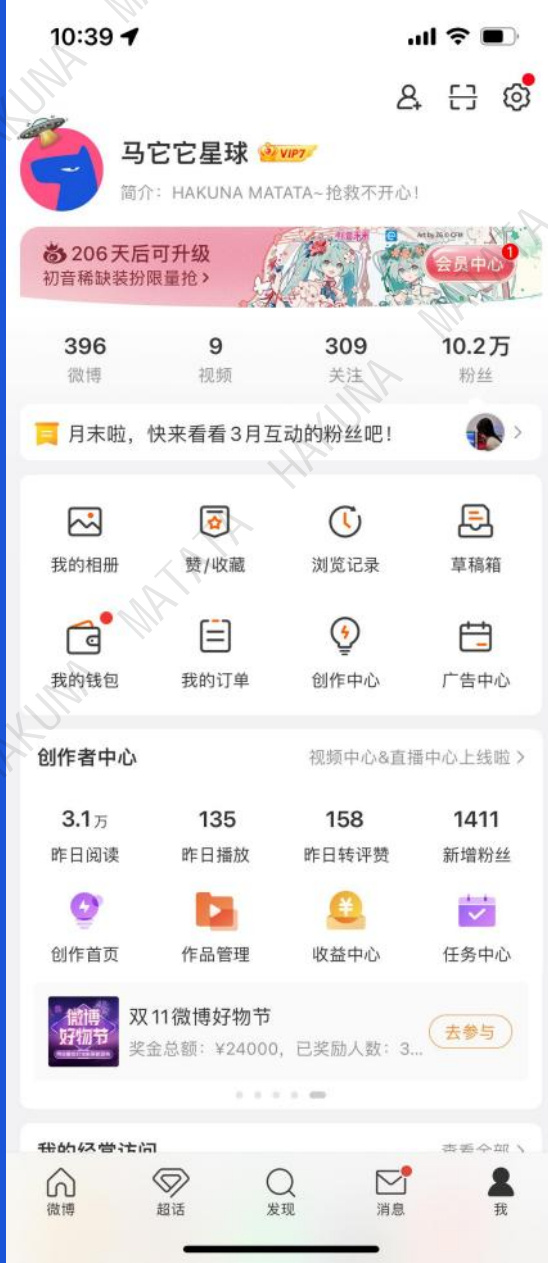 10:39
马它它星球 VIP7
简介：HAKUNA MATATA~抢救不开心！
206天后可升级
初音稀缺装扮限量抢>
会员中心
1
396 9 309 10.2万
微博 视频 关注 粉丝
月末啦，快来看看3月互动的粉丝吧！
我的相册 赞/收藏 浏览记录 草稿箱
我的钱包 我的订单 创作中心 广告中心
创作者中心 视频中心&直播中心上线啦
3.1万 135 158 1411
昨日阅读 昨日播放 昨日转评赞 新增粉丝
创作首页 作品管理 收益中心 任务中心
微博
好物节
双11微博好物节
奖金总额：¥24000，已奖励人数：3...
去参与
我的经常访问 查看全部
微博 超话 发现 消息 我
HAKUNA MATATA